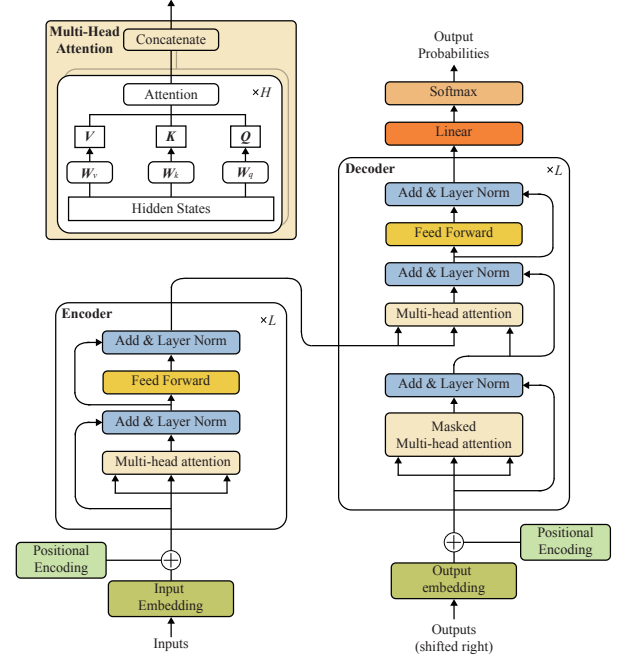 Multi-Head
Attention
Concatenate
Attention
×H
V
K
Q
Wv
Wk
Wq
Hidden States
Output
Probabilities
Softmax
Linear
Decoder
×L
Add & Layer Norm
Feed Forward
Add & Layer Norm
Multi-head attention
Add & Layer Norm
Masked
Multi-head attention
Positional
Encoding
Output
embedding
Outputs
(shifted right)
Encoder
×L
Add & Layer Norm
Feed Forward
Add & Layer Norm
Multi-head attention
Positional
Encoding
Input
Embedding
Inputs